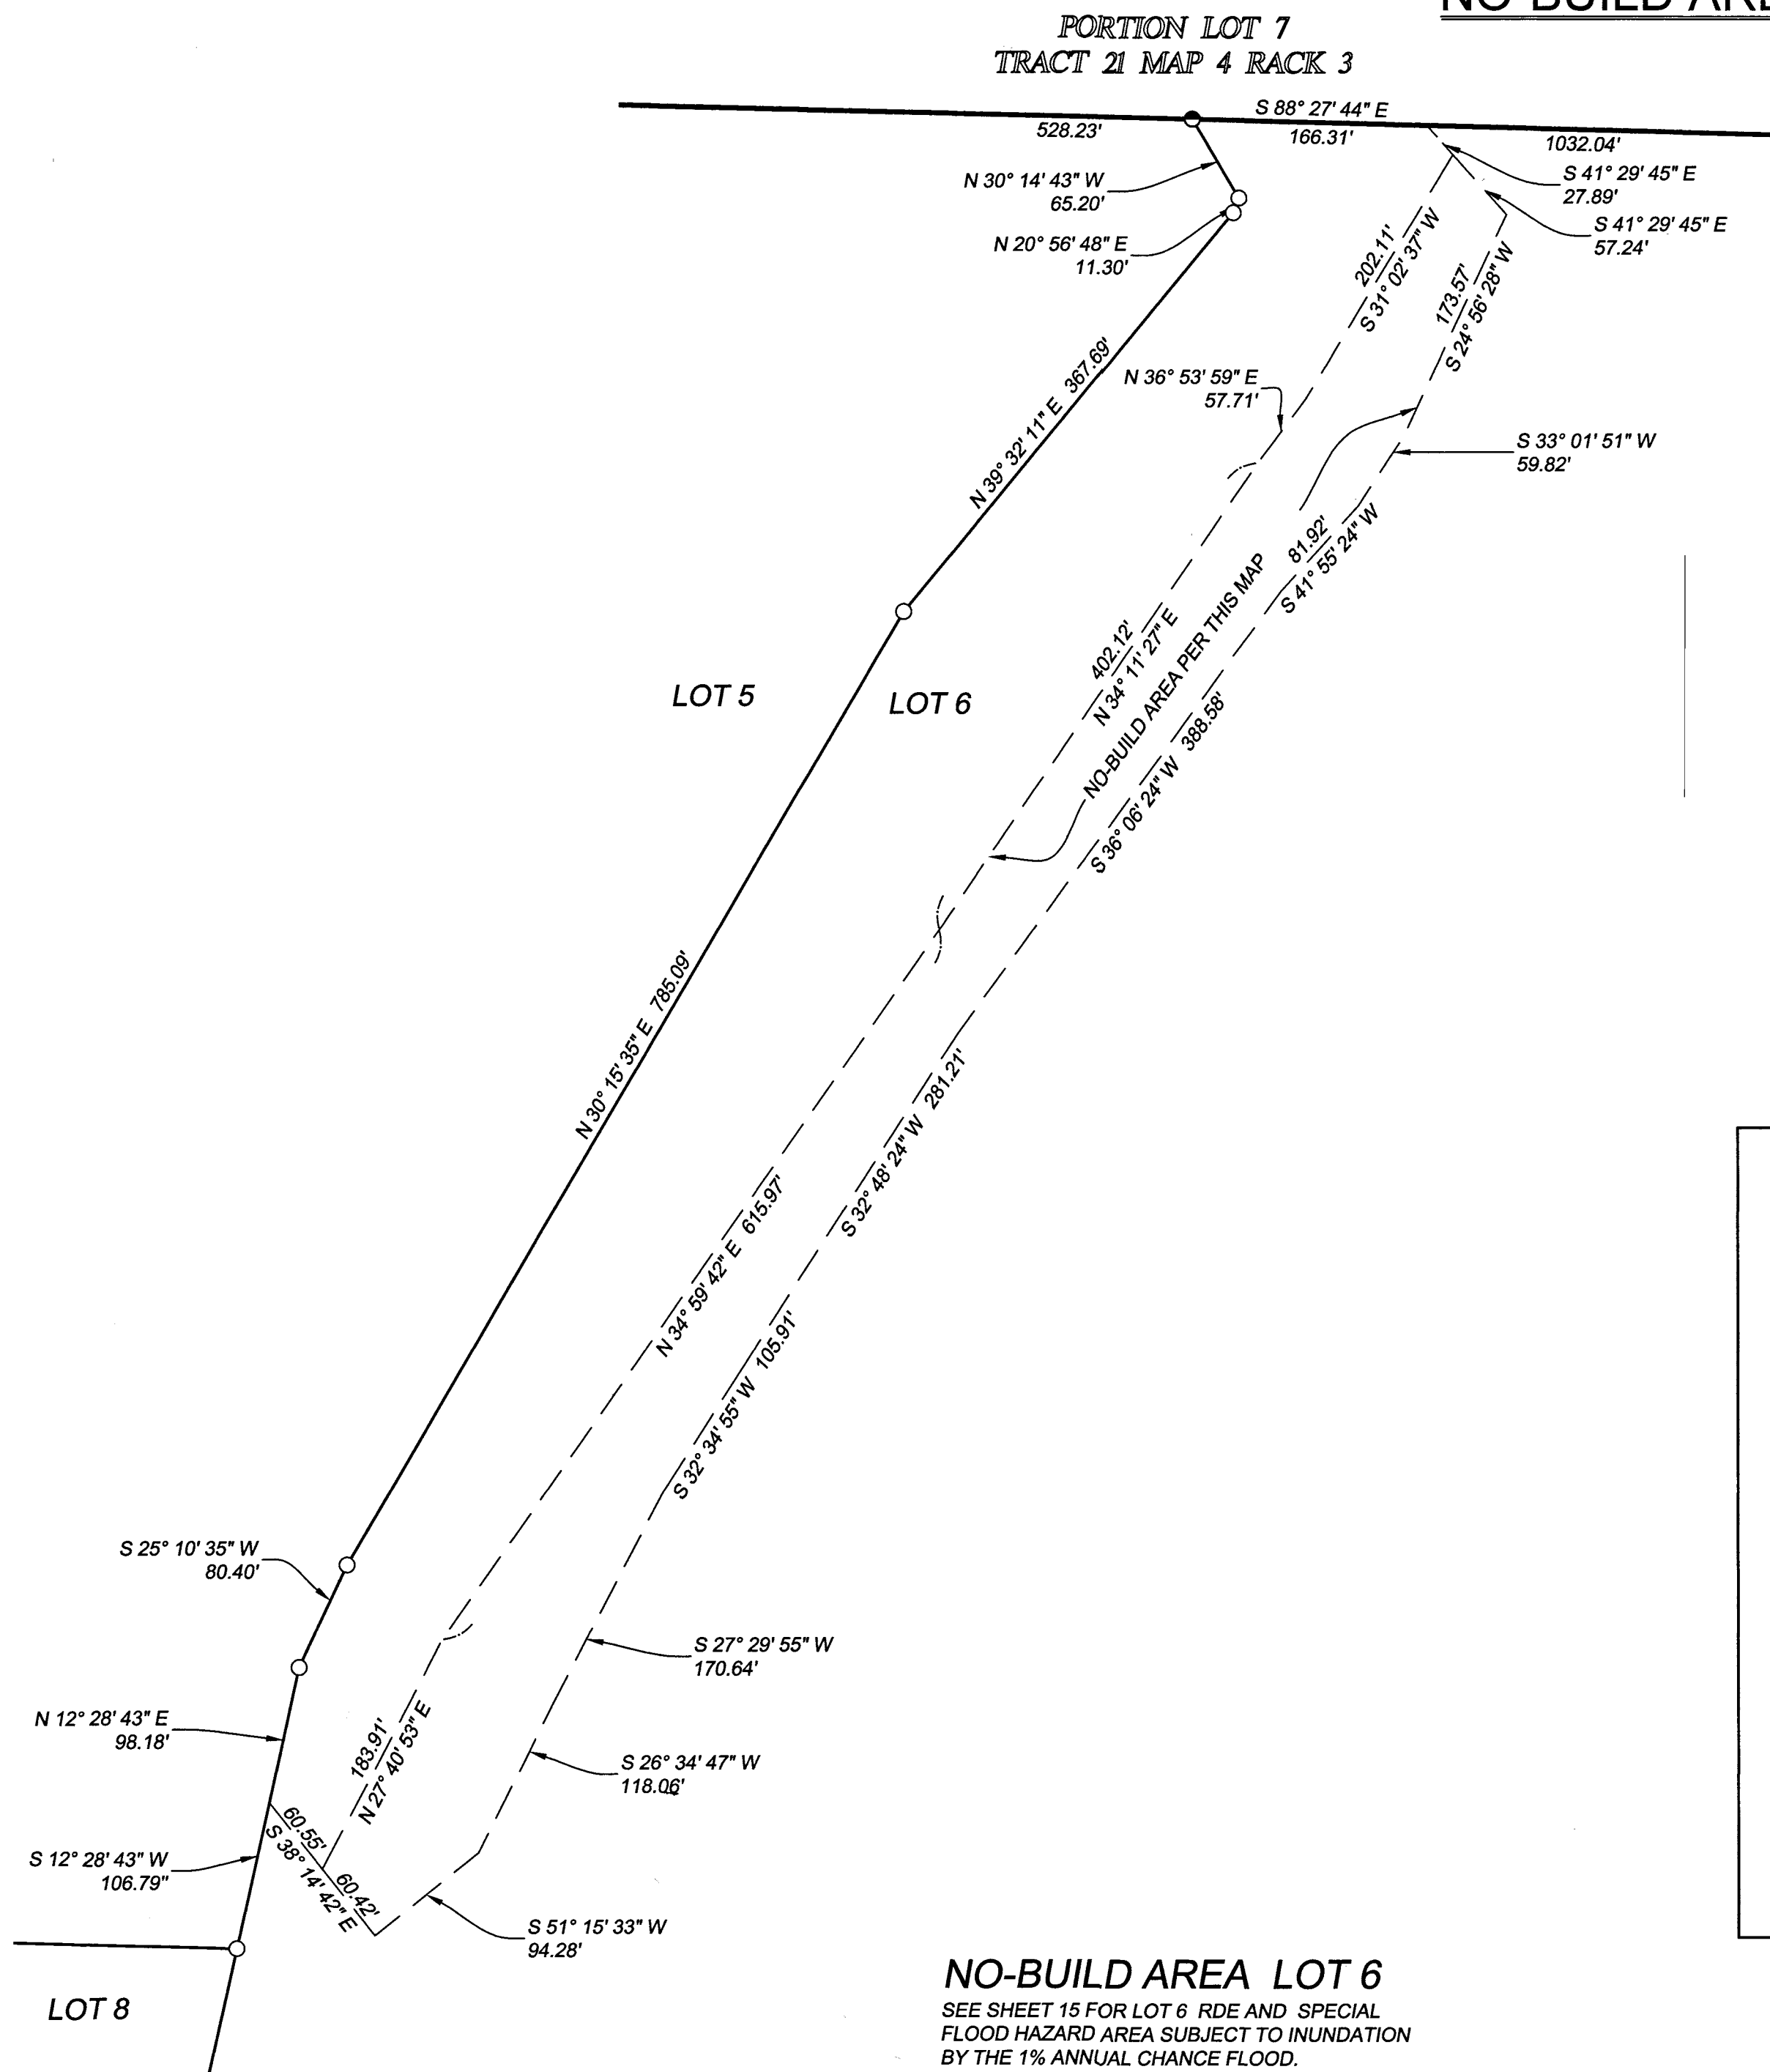 PORTION LOT 7
TRACT 21 MAP 4 RACK 3
S 88° 27' 44" E
528.23'
166.31'
1032.04'
N 30° 14' 43" W
65.20'
S 41° 29' 45" E
27.89'
N 20° 56' 48" E
11.30'
S 41° 29' 45" E
57.24'
202.11'
S 31° 02' 37" W
173.57'
S 24° 56' 28" W
N 39° 32' 11" E 367.69'
N 36° 53' 59" E
57.71'
S 33° 01' 51" W
59.82'
81.92'
S 41° 55' 24" W
NO-BUILD AREA PER THIS MAP
402.12'
N 34° 11' 27" E
LOT 5
LOT 6
S 36° 06' 24" W 388.58'
N 30° 15' 35" E 785.09'
S 32° 48' 24" W 281.21'
N 34° 59' 42" E 615.97'
S 32° 34' 55" W 105.91'
S 25° 10' 35" W
80.40'
S 27° 29' 55" W
170.64'
N 12° 28' 43" E
98.18'
183.91'
N 27° 40' 53" E
S 26° 34' 47" W
118.06'
60.55'
60.42'
S 38° 14' 42" E
S 12° 28' 43" W
106.79"
S 51° 15' 33" W
94.28'
LOT 8
NO-BUILD AREA LOT 6
SEE SHEET 15 FOR LOT 6 RDE AND SPECIAL
FLOOD HAZARD AREA SUBJECT TO INUNDATION
BY THE 1% ANNUAL CHANCE FLOOD.